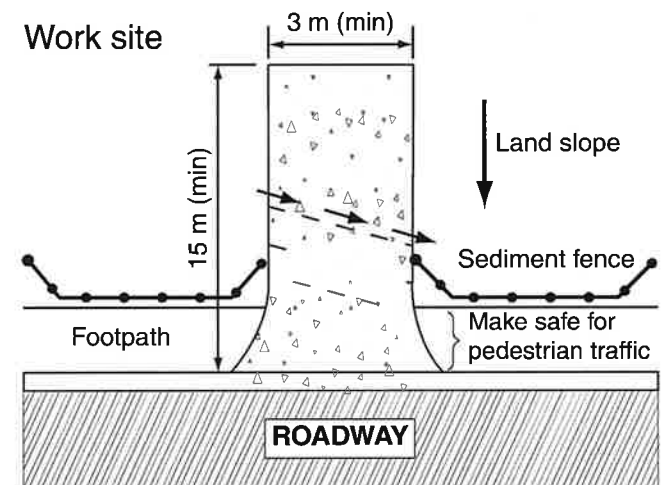 Work site
3 m (min)
15 m (min)
Land slope
Sediment fence
Footpath
Make safe for
pedestrian traffic
ROADWAY